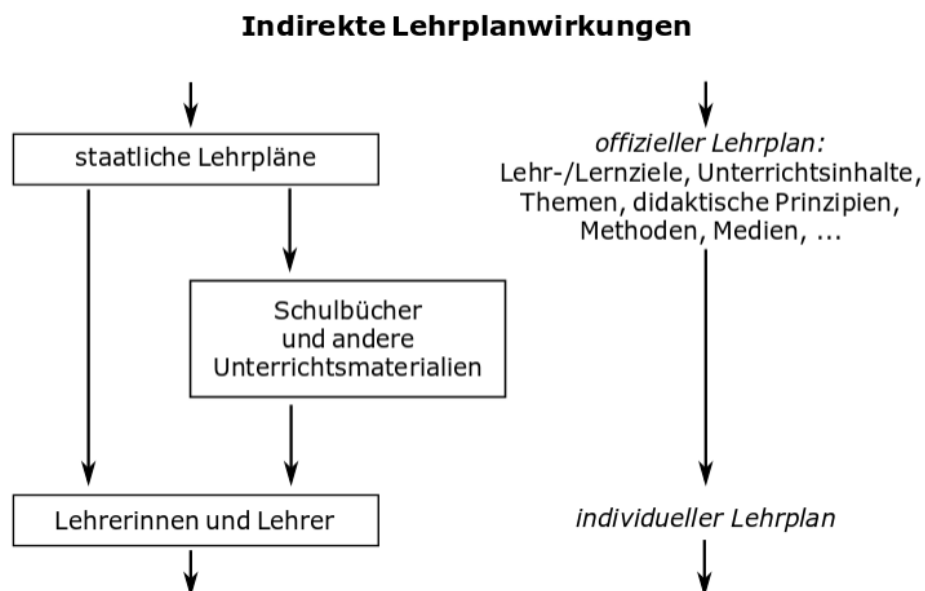 Indirekte Lehrplanwirkungen
staatliche Lehrpläne
offizieller Lehrplan:
Lehr-/Lernziele, Unterrichtsinhalte,
Themen, didaktische Prinzipien,
Methoden, Medien, ...
Schulbücher
und andere
Unterrichtsmaterialien
Lehrerinnen und Lehrer
individueller Lehrplan